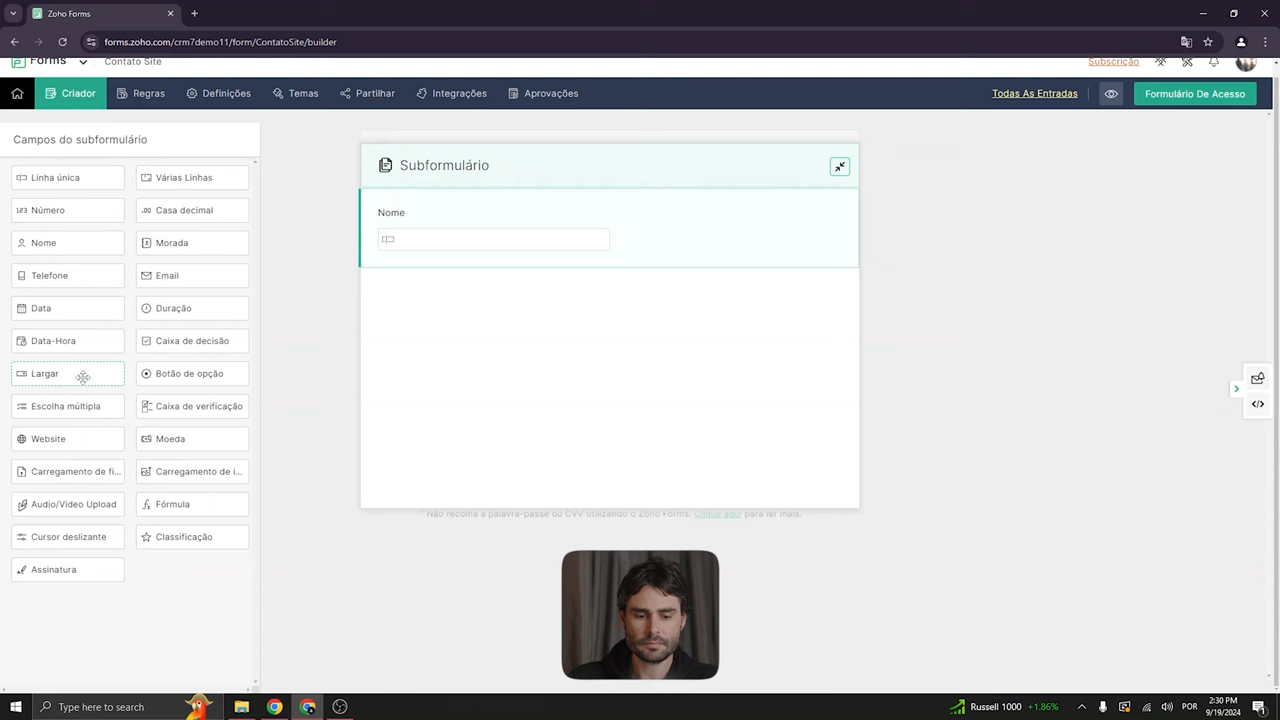 Zoho Forms
forms.zoho.com/crm7demo11/form/ContatoSite/builder
Forms
Contato Site
Subscrição
Criador
Regras
Definições
Temas
Partilhar
Integrações
Aprovações
Todas As Entradas
Formulário De Acesso
Campos do subformulário
Linha única
Várias Linhas
Número
Casa decimal
Nome
Morada
Telefone
Email
Data
Duração
Data-Hora
Caixa de decisão
Largar
Botão de opção
Escolha múltipla
Caixa de verificação
Website
Moeda
Carregamento de fi...
Carregamento de i...
Audio/Video Upload
Fórmula
Cursor deslizante
Classificação
Assinatura
Subformulário
Nome
* Não recolha a palavra-passe ou CVV utilizando o Zoho Forms. Clique aqui para ler mais.
Type here to search
Russell 1000 +1.86%
POR
2:30 PM
9/19/2024